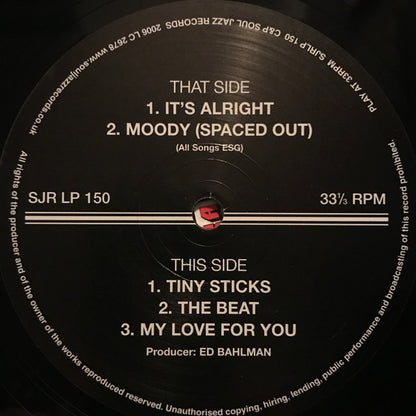 PLAY AT 33RPM SJRLP 150 C&P SOUL JAZZ RECORDS 2006 LC 2678 www.souljazzrecords.co.uk
THAT SIDE
1. IT'S ALRIGHT
2. MOODY (SPACED OUT)
(All Songs ESG)
SJR LP 150
33⅓ RPM
THIS SIDE
1. TINY STICKS
2. THE BEAT
3. MY LOVE FOR YOU
Producer: ED BAHLMAN
All rights of the producer and of the owner of the works reproduced reserved. Unauthorised copying, hiring, lending, public performance and broadcasting of this record prohibited.